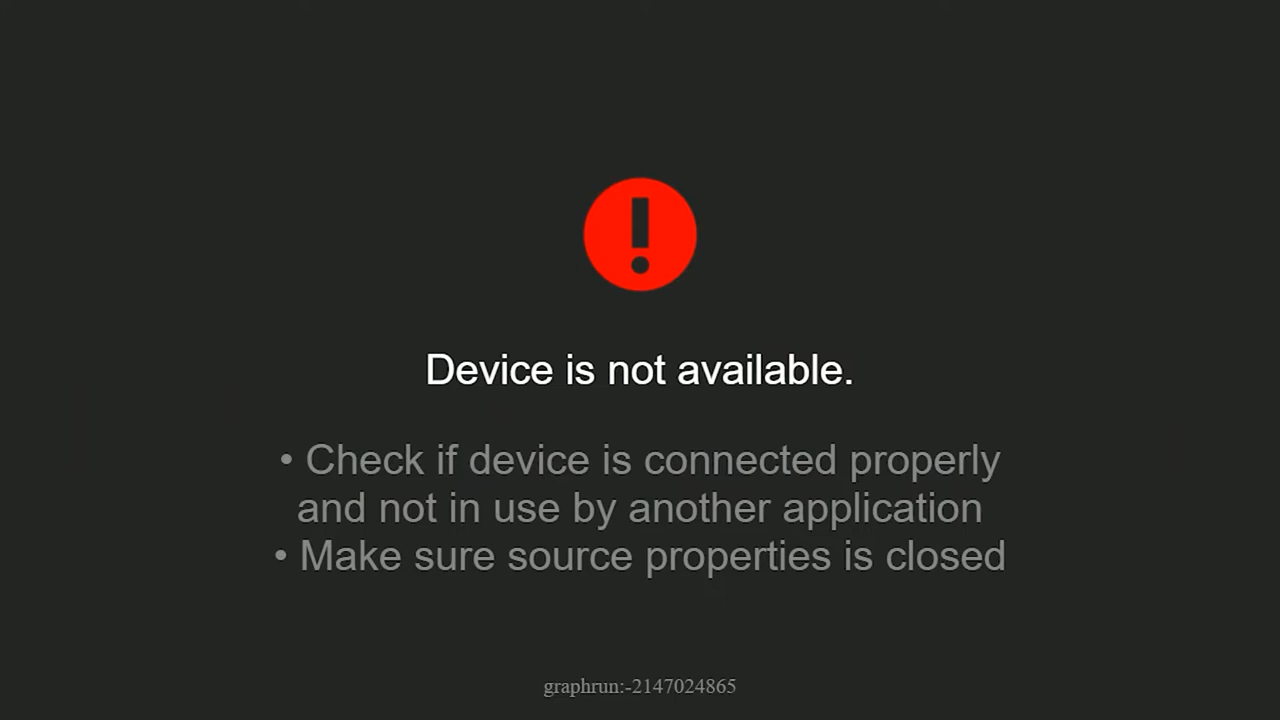 Device is not available.
• Check if device is connected properly
and not in use by another application
• Make sure source properties is closed
graphrun:-2147024865